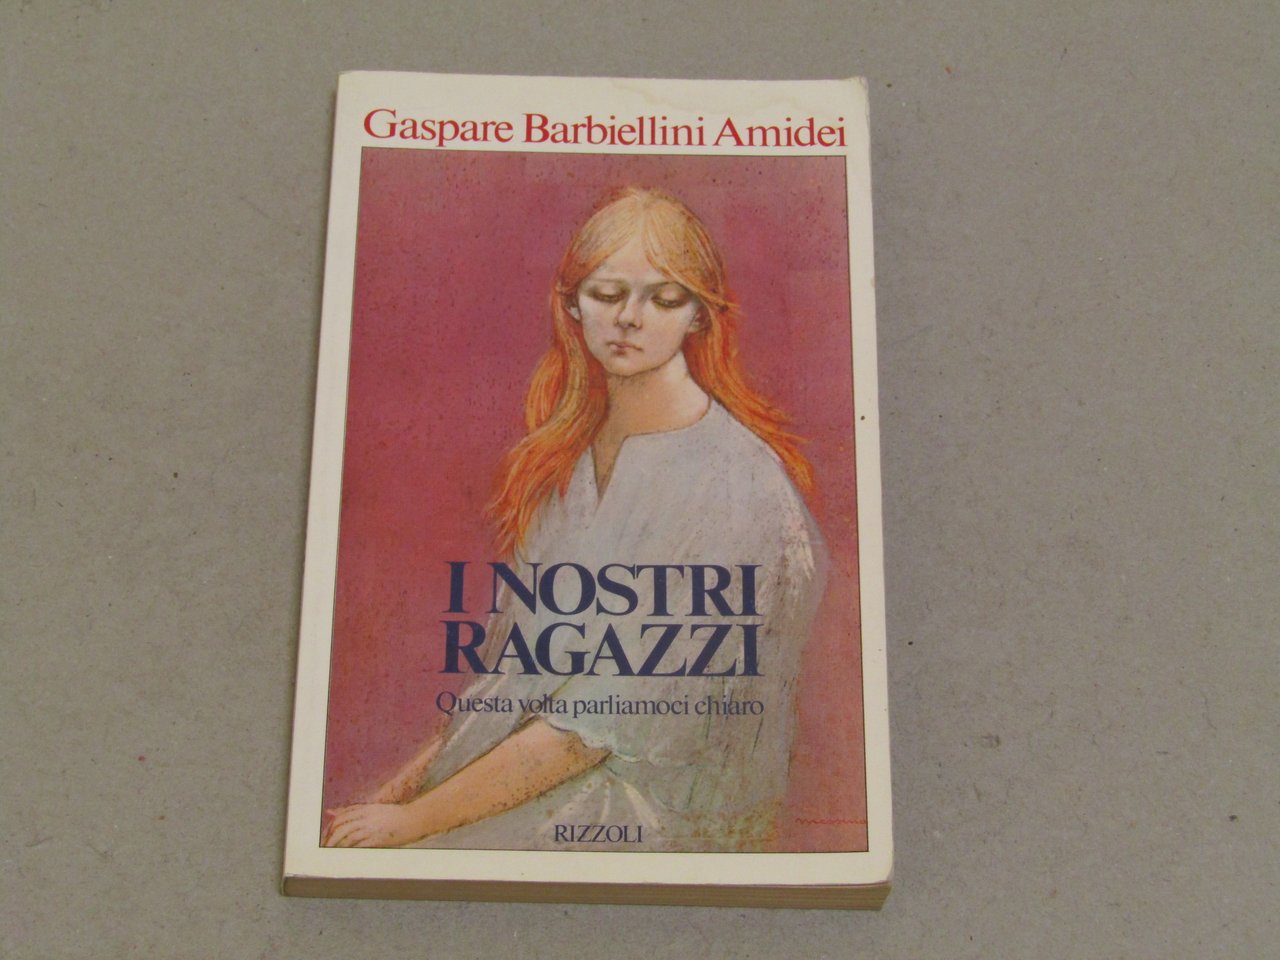 Gaspare Barbiellini Amidei
I NOSTRI
RAGAZZI
Questa volta parliamoci chiaro
RIZZOLI